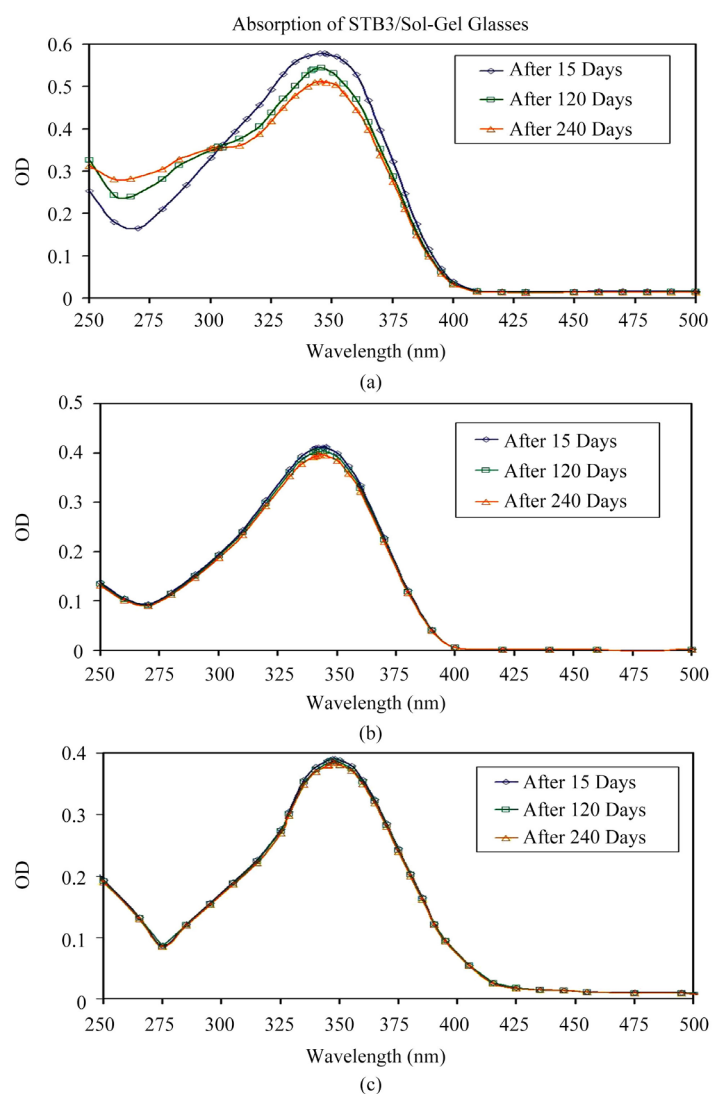 Absorption of STB3/Sol-Gel Glasses
0.6
0.5
0.4
0.3
0.2
0.1
0
OD
After 15 Days
After 120 Days
After 240 Days
250 275 300 325 350 375 400 425 450 475 500
Wavelength (nm)
(a)
0.5
0.4
0.3
0.2
0.1
0
OD
After 15 Days
After 120 Days
After 240 Days
250 275 300 325 350 375 400 425 450 475 500
Wavelength (nm)
(b)
0.4
0.3
0.2
0.1
0
OD
After 15 Days
After 120 Days
After 240 Days
250 275 300 325 350 375 400 425 450 475 500
Wavelength (nm)
(c)